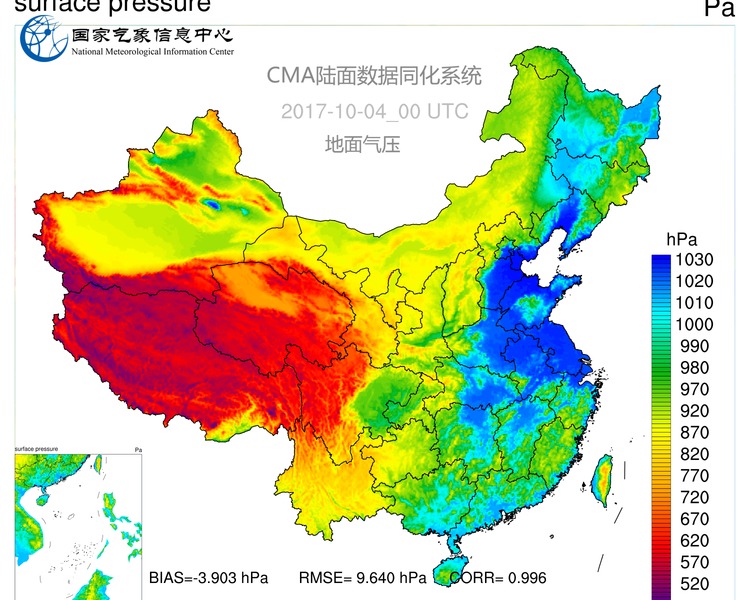 surface pressure
Pa
国家气象信息中心
National Meteorological Information Center
CMA陆面数据同化系统
2017-10-04_00 UTC
地面气压
hPa
1030
1020
1010
1000
990
980
970
920
870
820
770
720
670
620
570
520
surface pressure
Pa
BIAS=-3.903 hPa RMSE= 9.640 hPa CORR= 0.996